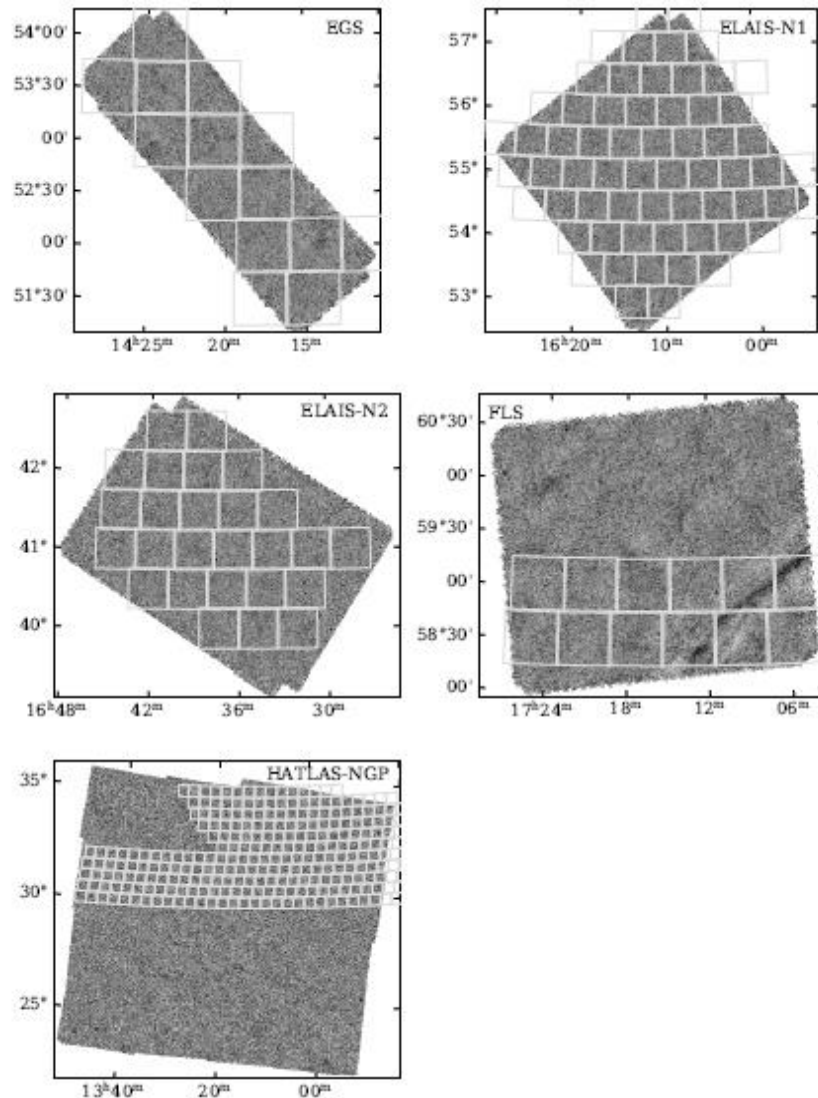 EGS
54°00'
53°30'
00'
52°30'
00'
51°30'
14ʰ25ᵐ 20ᵐ 15ᵐ
ELAIS-N1
57°
56°
55°
54°
53°
16ʰ20ᵐ 10ᵐ 00ᵐ
ELAIS-N2
42°
41°
40°
16ʰ48ᵐ 42ᵐ 36ᵐ 30ᵐ
FLS
60°30'
00'
59°30'
00'
58°30'
00'
17ʰ24ᵐ 18ᵐ 12ᵐ 06ᵐ
HATLAS-NGP
35°
30°
25°
13ʰ40ᵐ 20ᵐ 00ᵐ